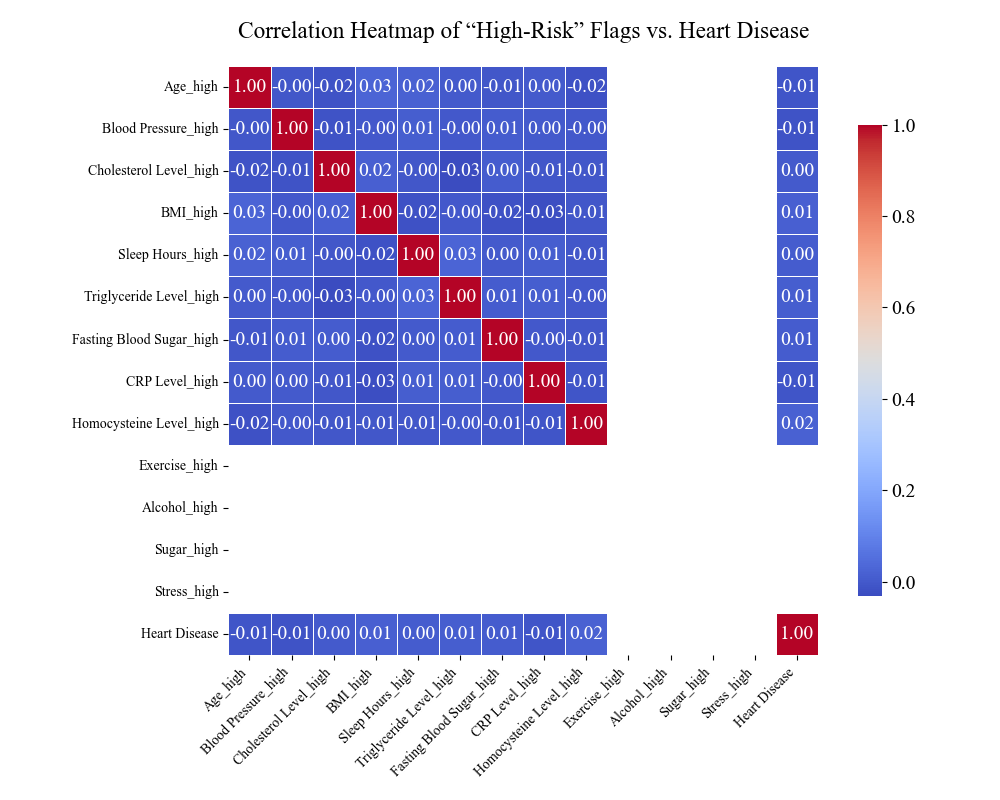 Correlation Heatmap of “High-Risk” Flags vs. Heart Disease
Age_high 1.00 -0.00 -0.02 0.03 0.02 0.00 -0.01 0.00 -0.02 -0.01
Blood Pressure_high -0.00 1.00 -0.01 -0.00 0.01 -0.00 0.01 0.00 -0.00 -0.01
Cholesterol Level_high -0.02 -0.01 1.00 0.02 -0.00 -0.03 0.00 -0.01 -0.01 0.00
BMI_high 0.03 -0.00 0.02 1.00 -0.02 -0.00 -0.02 -0.03 -0.01 0.01
Sleep Hours_high 0.02 0.01 -0.00 -0.02 1.00 0.03 0.00 0.01 -0.01 0.00
Triglyceride Level_high 0.00 -0.00 -0.03 -0.00 0.03 1.00 0.01 0.01 -0.00 0.01
Fasting Blood Sugar_high -0.01 0.01 0.00 -0.02 0.00 0.01 1.00 -0.00 -0.01 0.01
CRP Level_high 0.00 0.00 -0.01 -0.03 0.01 0.01 -0.00 1.00 -0.01 -0.01
Homocysteine Level_high -0.02 -0.00 -0.01 -0.01 -0.01 -0.00 -0.01 -0.01 1.00 0.02
Exercise_high
Alcohol_high
Sugar_high
Stress_high
Heart Disease -0.01 -0.01 0.00 0.01 0.00 0.01 0.01 -0.01 0.02 1.00
Age_high
Blood Pressure_high
Cholesterol Level_high
BMI_high
Sleep Hours_high
Triglyceride Level_high
Fasting Blood Sugar_high
CRP Level_high
Homocysteine Level_high
Exercise_high
Alcohol_high
Sugar_high
Stress_high
Heart Disease
1.0
0.8
0.6
0.4
0.2
0.0